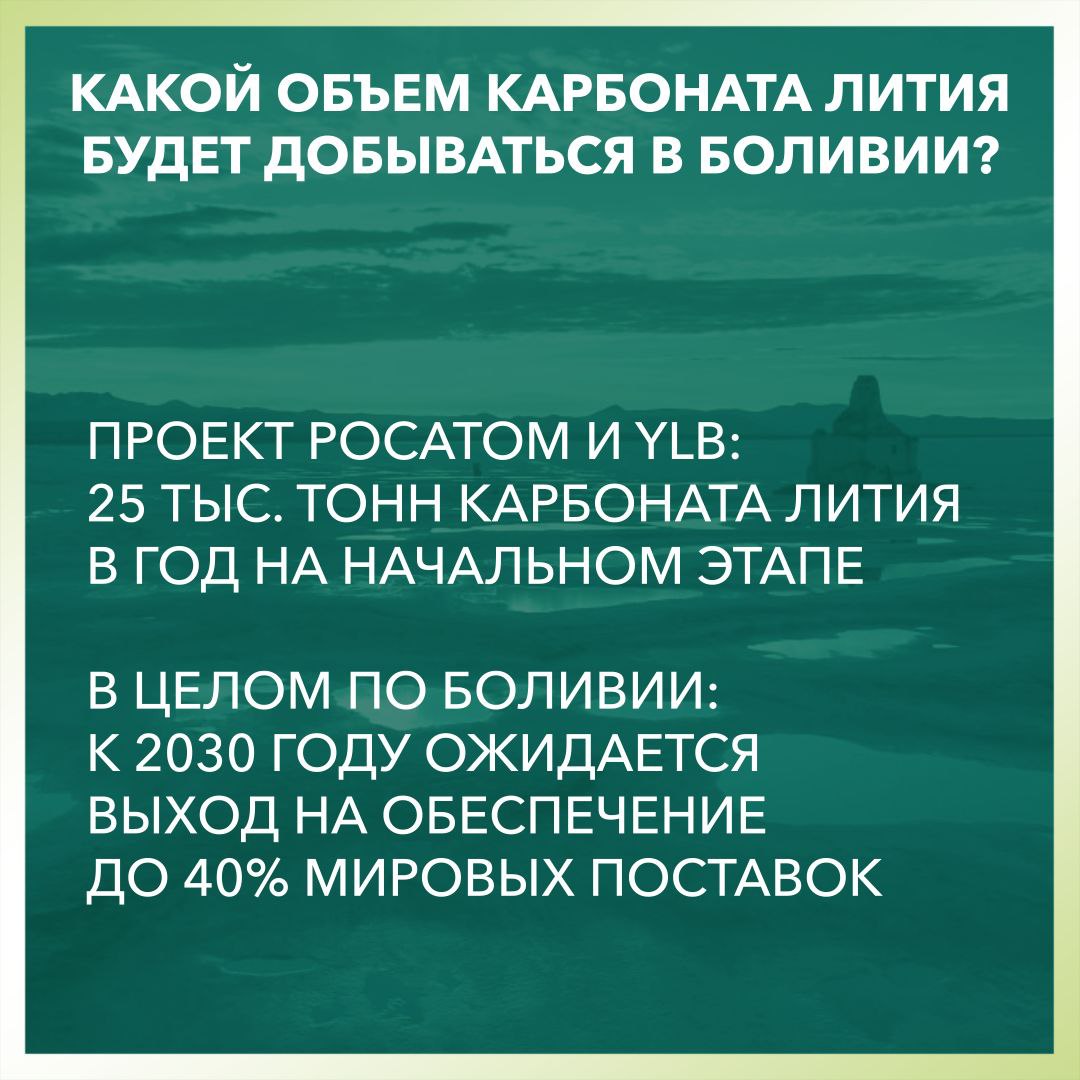 КАКОЙ ОБЪЕМ КАРБОНАТА ЛИТИЯ
БУДЕТ ДОБЫВАТЬСЯ В БОЛИВИИ?
ПРОЕКТ РОСАТОМ И YLB:
25 ТЫС. ТОНН КАРБОНАТА ЛИТИЯ
В ГОД НА НАЧАЛЬНОМ ЭТАПЕ
В ЦЕЛОМ ПО БОЛИВИИ:
К 2030 ГОДУ ОЖИДАЕТСЯ
ВЫХОД НА ОБЕСПЕЧЕНИЕ
ДО 40% МИРОВЫХ ПОСТАВОК